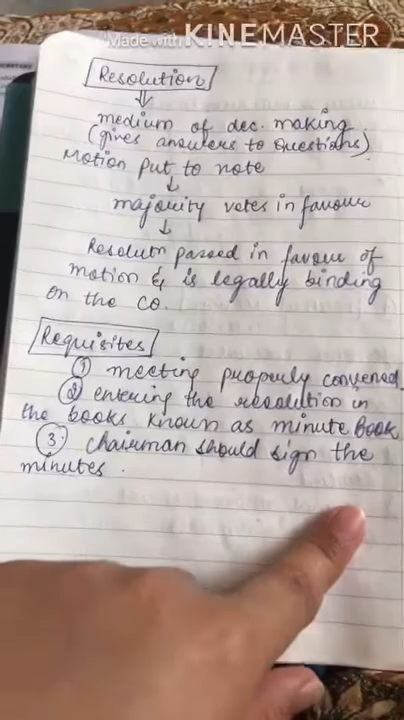 Made with KINEMASTER
Resolution
medium of dec. making
(gives answers to questions)
Motion put to note
majority votes in favour
Resolutn passed in favour of
motion & is legally binding
on the co.
Requisites
① meeting properly convened.
② entering the resolution in
the books known as minute Book
③. chairman should sign the
minutes.